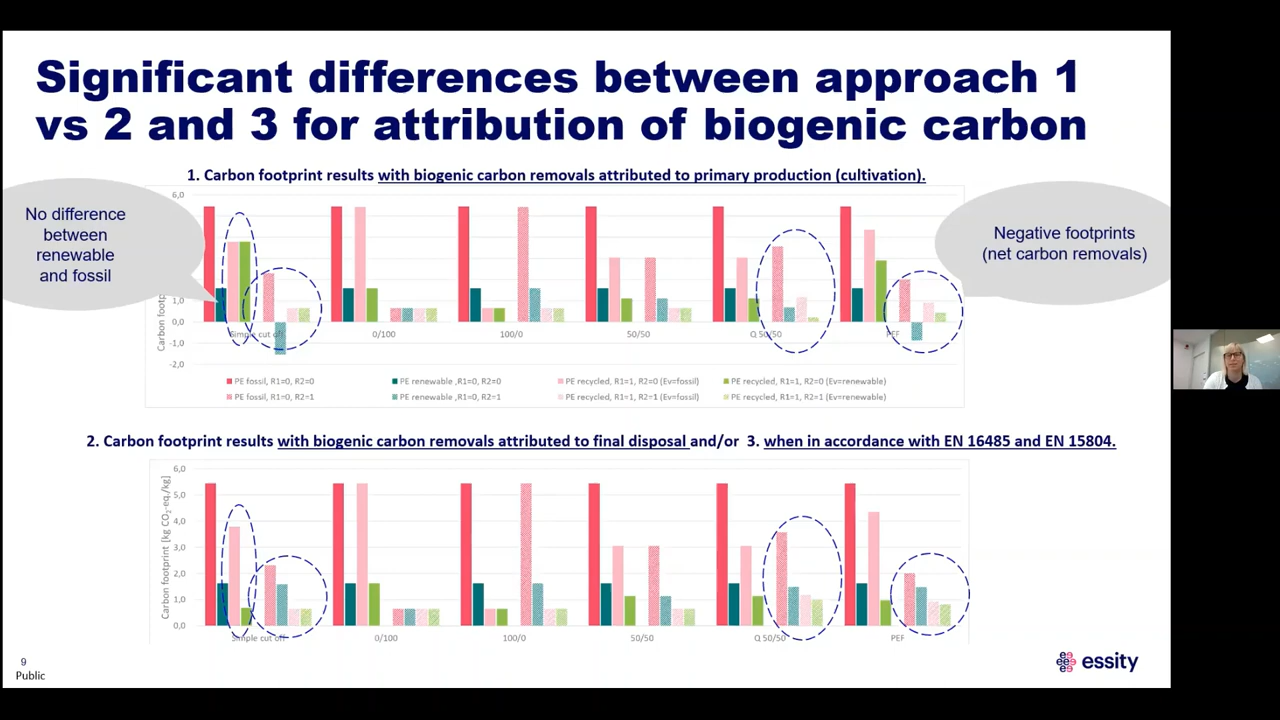 Significant differences between approach 1
vs 2 and 3 for attribution of biogenic carbon
1. Carbon footprint results with biogenic carbon removals attributed to primary production (cultivation).
No difference
between
renewable
and fossil
Negative footprints
(net carbon removals)
6,0
1,0
0,0
-1,0
-2,0
Carbon
Simple cut off
0/100
100/0
50/50
Q 50/50
PEF
PE fossil, R1=0, R2=0
PE renewable ,R1=0, R2=0
PE recycled, R1=1, R2=0 (Ev=fossil)
PE recycled, R1=1, R2=0 (Ev=renewable)
PE fossil, R1=0, R2=1
PE renewable ,R1=0, R2=1
PE recycled, R1=1, R2=1 (Ev=fossil)
PE recycled, R1=1, R2=1 (Ev=renewable)
2. Carbon footprint results with biogenic carbon removals attributed to final disposal and/or 3. when in accordance with EN 16485 and EN 15804.
Carbon footprint [kg CO2-eq./kg]
6,0
5,0
4,0
3,0
2,0
1,0
0,0
Simple cut off
0/100
100/0
50/50
Q 50/50
PEF
9
Public
essity